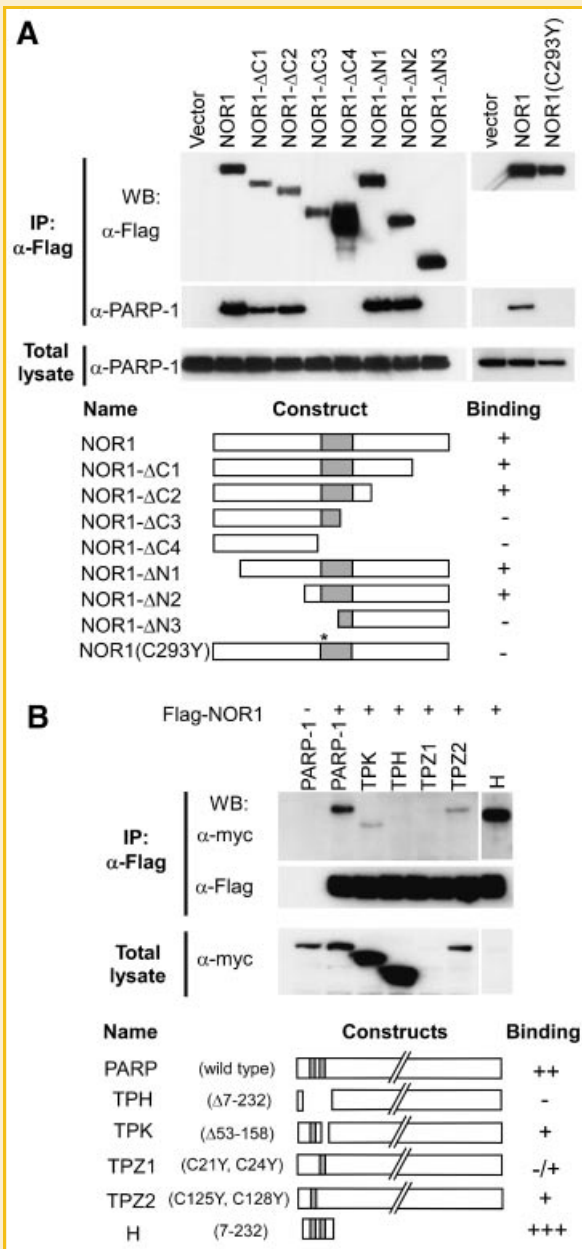 A
Vector
NOR1
NOR1-ΔC1
NOR1-ΔC2
NOR1-ΔC3
NOR1-ΔC4
NOR1-ΔN1
NOR1-ΔN2
NOR1-ΔN3
vector
NOR1
NOR1(C293Y)
IP:
α-Flag
WB:
α-Flag
α-PARP-1
Total
lysate
α-PARP-1
Name Construct Binding
NOR1 +
NOR1-ΔC1 +
NOR1-ΔC2 +
NOR1-ΔC3 -
NOR1-ΔC4 -
NOR1-ΔN1 +
NOR1-ΔN2 +
NOR1-ΔN3 -
*
NOR1(C293Y) -
B
Flag-NOR1 - + + + + + +
PARP-1
PARP-1
TPK
TPH
TPZ1
TPZ2
H
IP:
α-Flag
WB:
α-myc
α-Flag
Total
lysate
α-myc
Name Constructs Binding
PARP (wild type) ++
TPH (Δ7-232) -
TPK (Δ53-158) +
TPZ1 (C21Y, C24Y) -/+
TPZ2 (C125Y, C128Y) +
H (7-232) +++